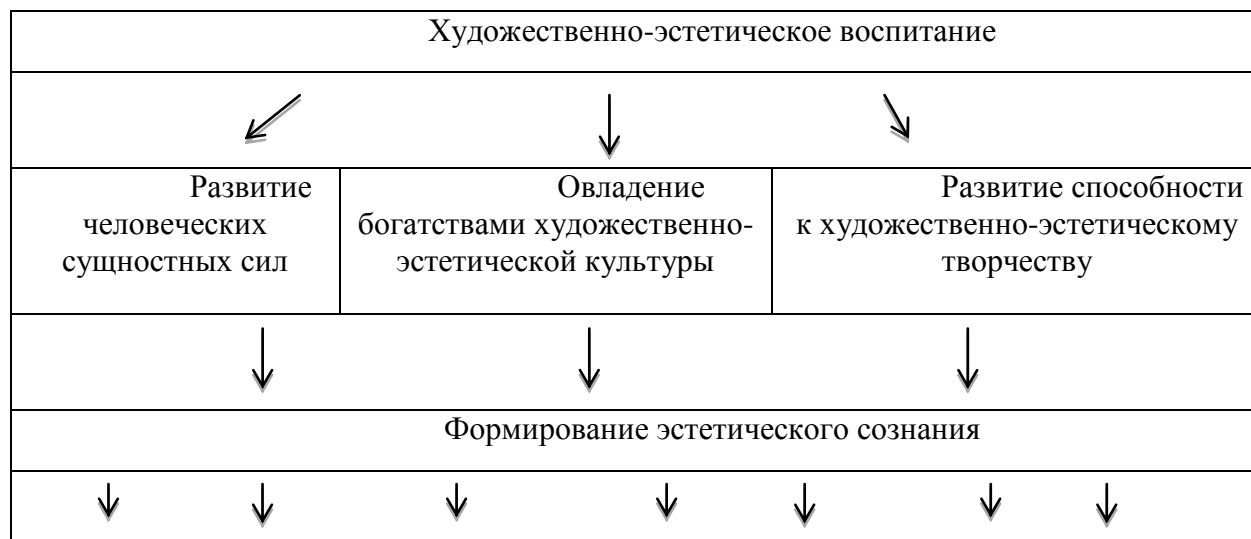 Художественно-эстетическое воспитание
Развитие
человеческих
сущностных сил
Овладение
богатствами художественно-
эстетической культуры
Развитие способности
к художественно-эстетическому
творчеству
Формирование эстетического сознания